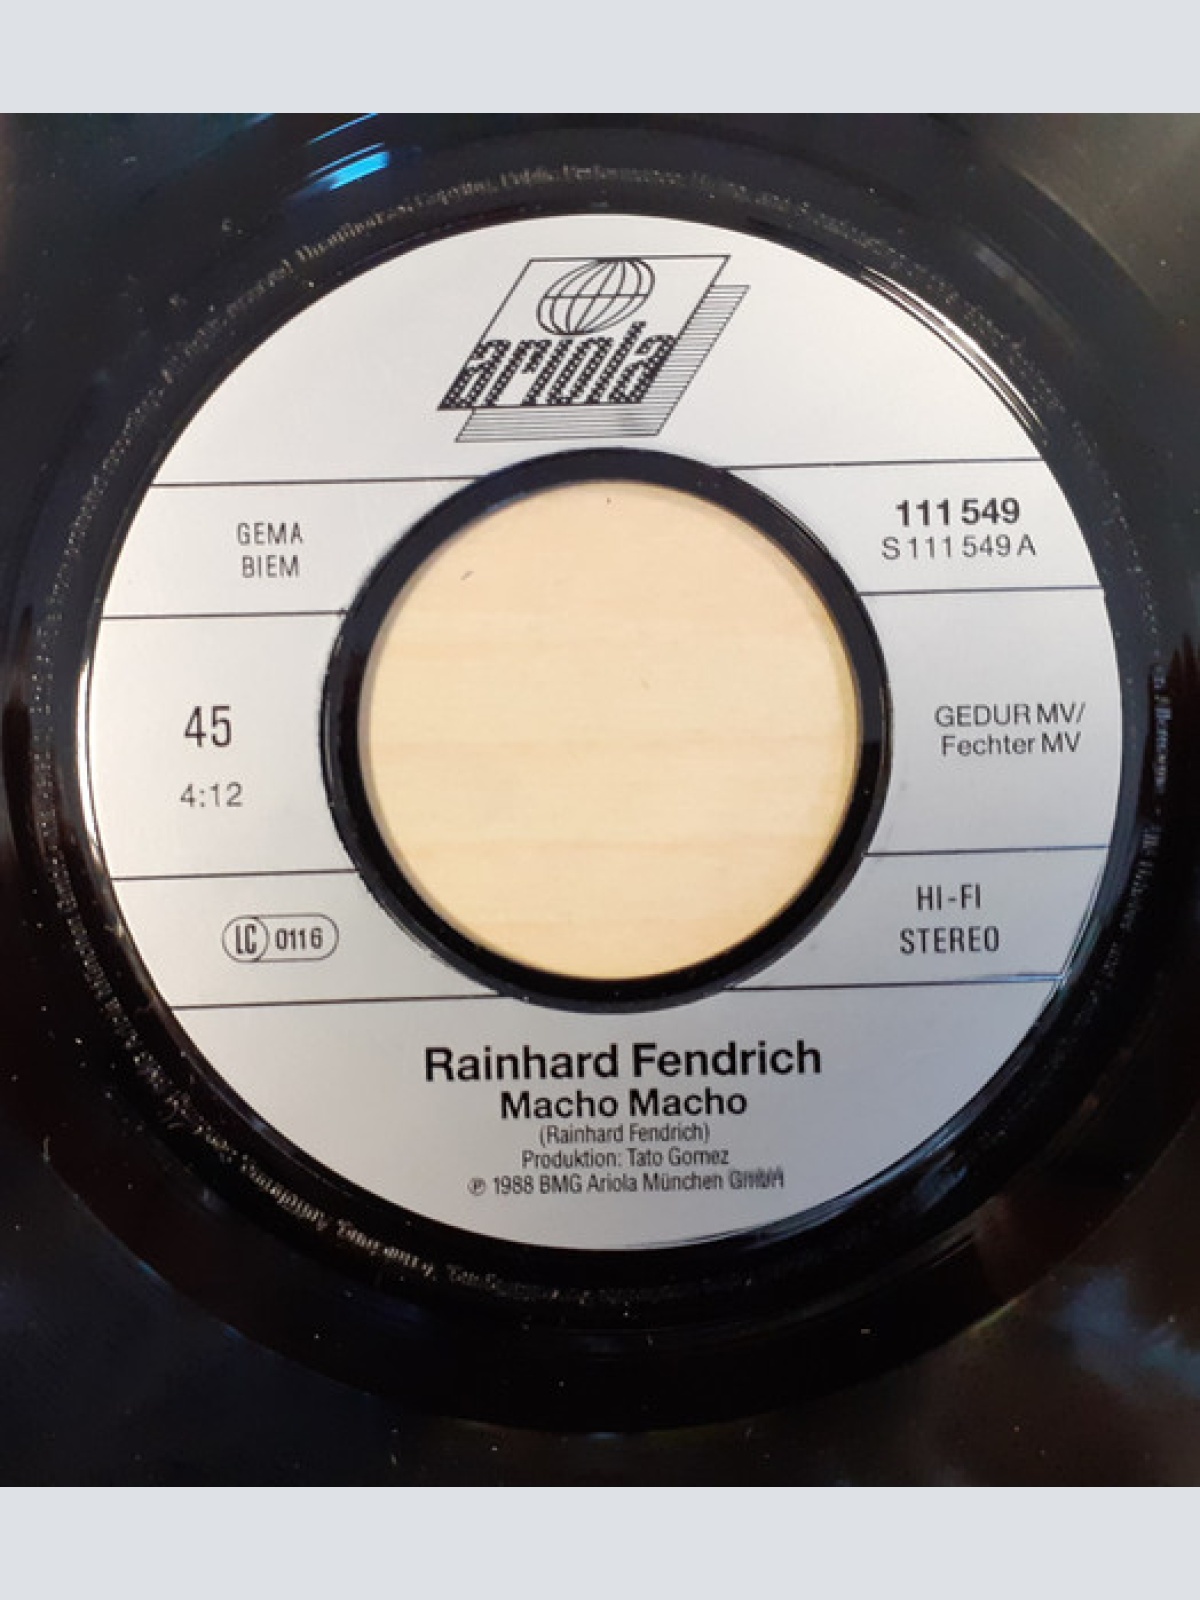 ariola
GEMA
BIEM
111 549
S 111 549 A
45
4:12
GEDUR MV/
Fechter MV
LC 0116
HI-FI
STEREO
Rainhard Fendrich
Macho Macho
(Rainhard Fendrich)
Produktion: Tato Gomez
℗ 1988 BMG Ariola München GmbH